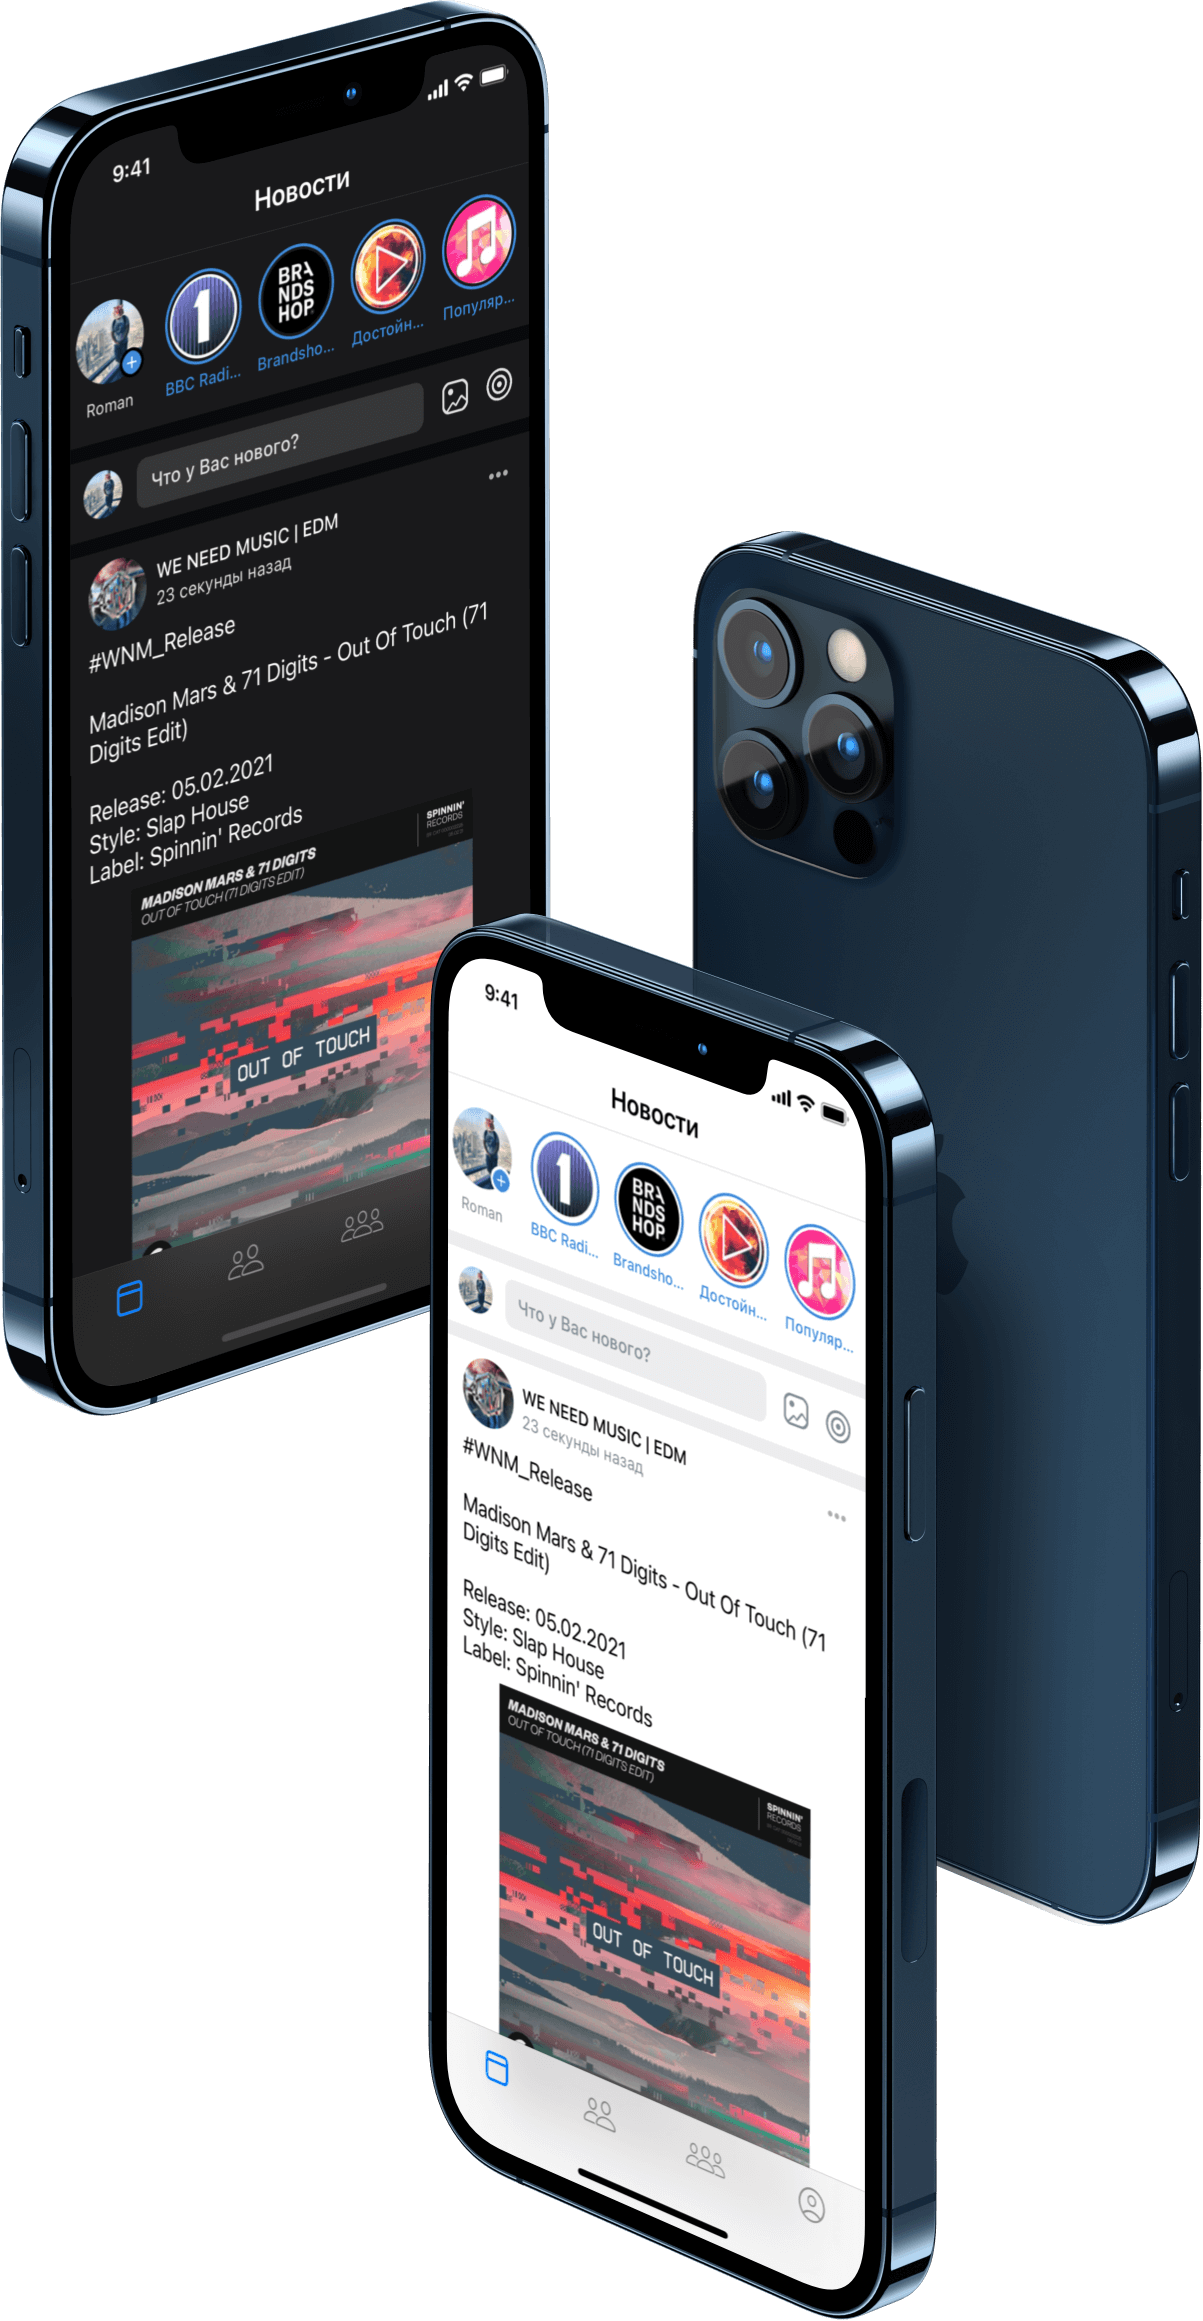 9:41
Новости
BRA
NDS
HOP
1
Roman
BBC Radi...
Brandsho...
Достойн...
Популяр...
Что у Вас нового?
WE NEED MUSIC | EDM
23 секунды назад
#WNM_Release
Madison Mars & 71 Digits - Out Of Touch (71
Digits Edit)
Release: 05.02.2021
Style: Slap House
Label: Spinnin' Records
MADISON MARS & 71 DIGITS
OUT OF TOUCH (71 DIGITS EDIT)
SPINNIN'
RECORDS
OUT OF TOUCH
9:41
Новости
1
BRA
NDS
HOP
Roman
BBC Radi...
Brandsho...
Достойн...
Популяр...
Что у Вас нового?
WE NEED MUSIC | EDM
23 секунды назад
#WNM_Release
Madison Mars & 71 Digits - Out Of Touch (71
Digits Edit)
Release: 05.02.2021
Style: Slap House
Label: Spinnin' Records
MADISON MARS & 71 DIGITS
OUT OF TOUCH (71 DIGITS EDIT)
SPINNIN'
RECORDS
OUT OF TOUCH